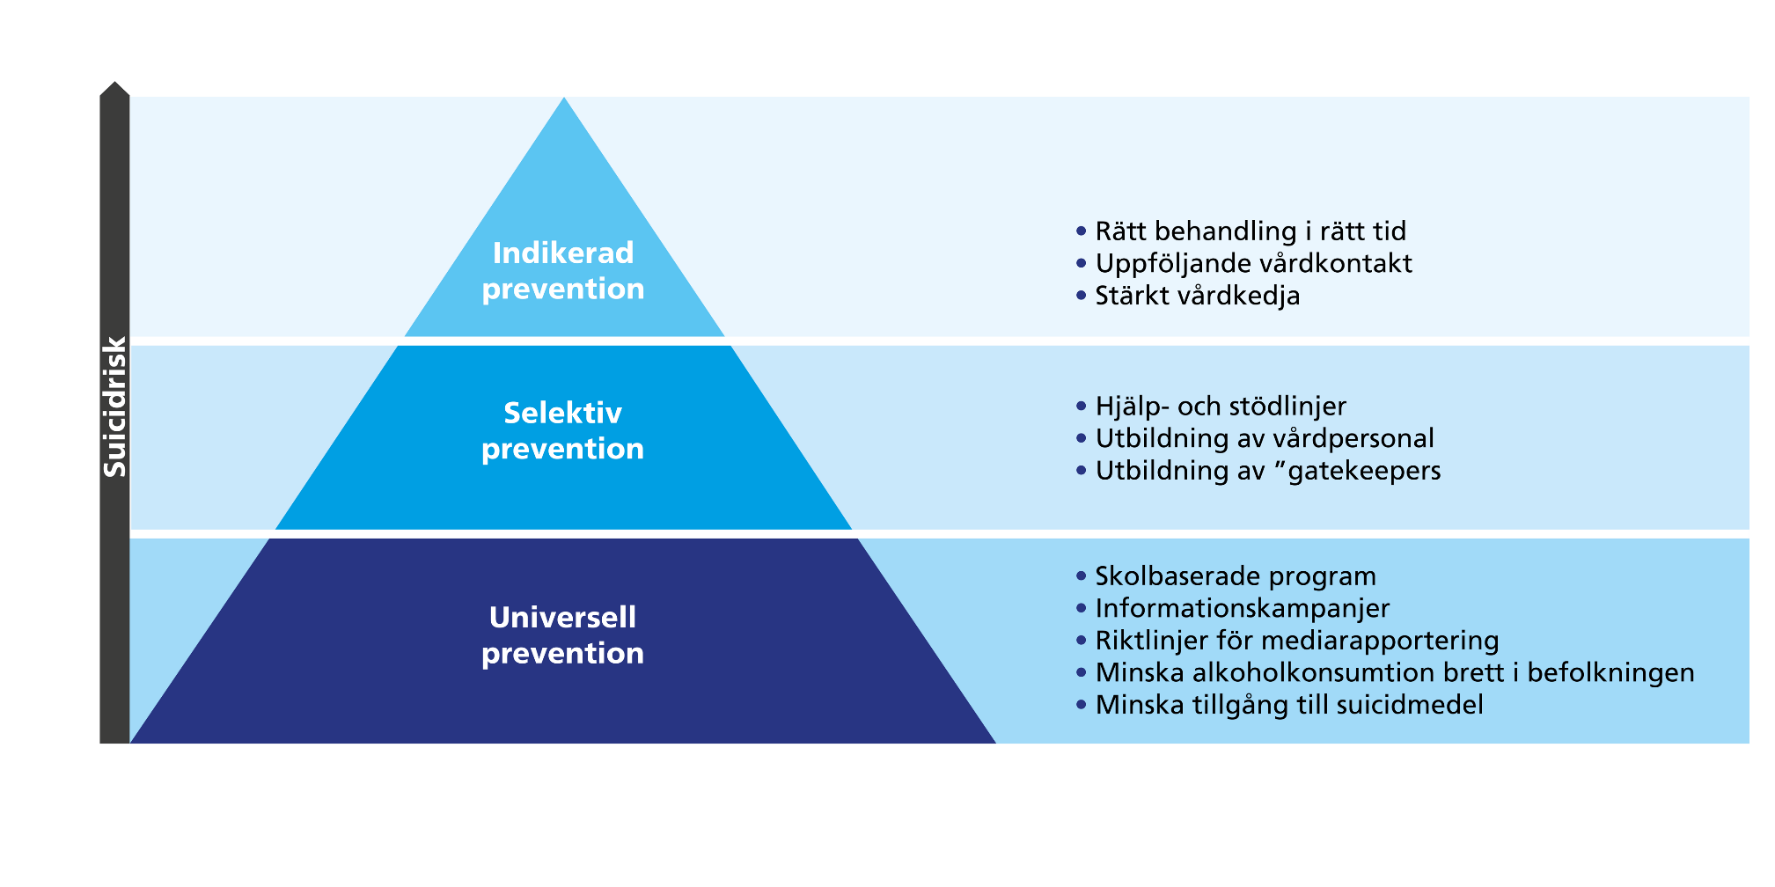 Suicidrisk
Indikerad
prevention
• Rätt behandling i rätt tid
• Uppföljande vårdkontakt
• Stärkt vårdkedja
Selektiv
prevention
• Hjälp- och stödlinjer
• Utbildning av vårdpersonal
• Utbildning av ”gatekeepers
Universell
prevention
• Skolbaserade program
• Informationskampanjer
• Riktlinjer för mediarapportering
• Minska alkoholkonsumtion brett i befolkningen
• Minska tillgång till suicidmedel